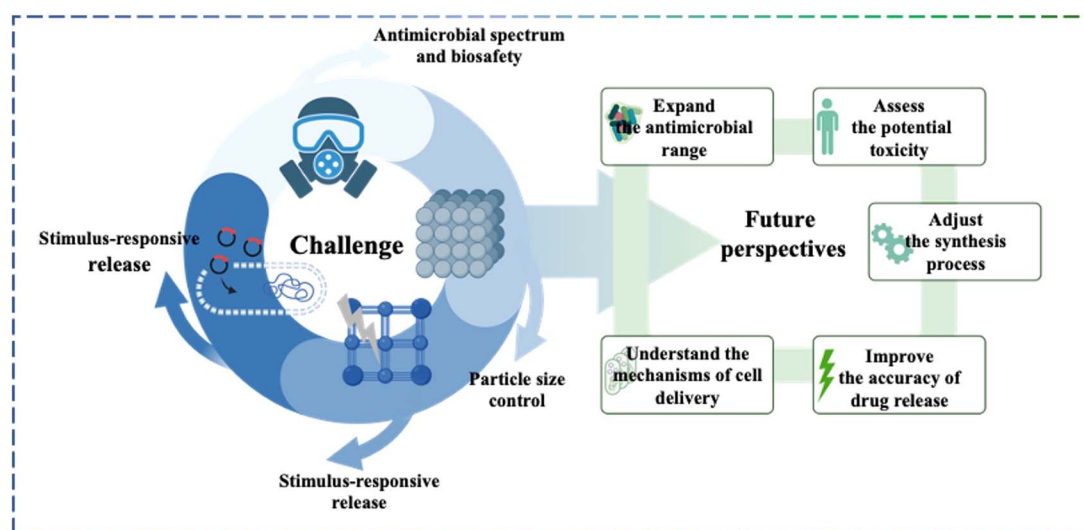 Antimicrobial spectrum
and biosafety
Stimulus-responsive
release
Challenge
Particle size
control
Stimulus-responsive
release
Expand
the antimicrobial
range
Assess
the potential
toxicity
Future
perspectives
Adjust
the synthesis
process
Understand the
mechanisms of cell
delivery
Improve
the accuracy of
drug release